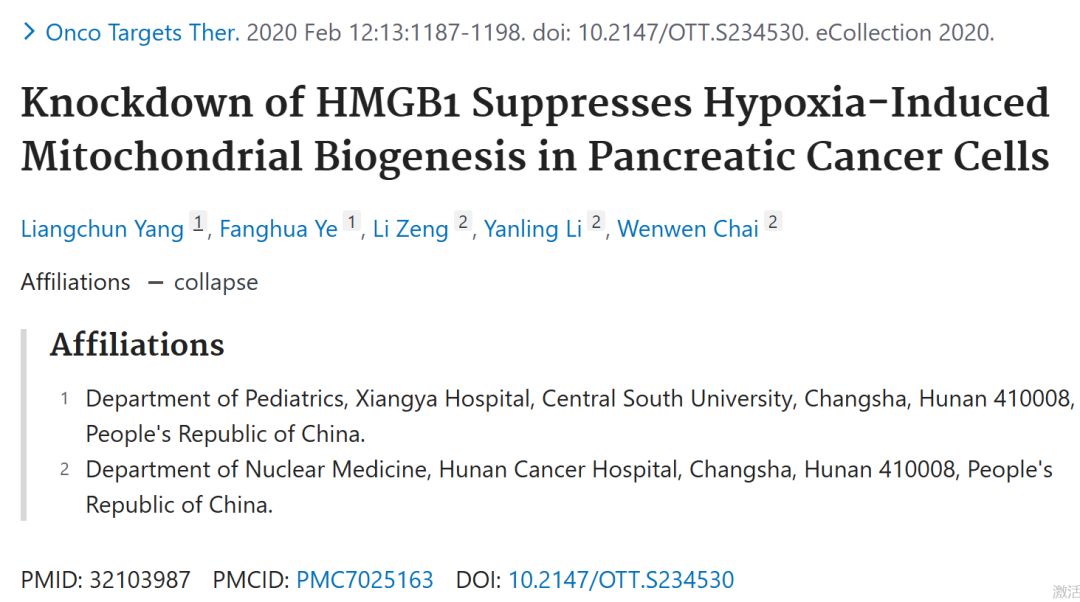 Onco Targets Ther. 2020 Feb 12:13:1187-1198. doi: 10.2147/OTT.S234530. eCollection 2020.
Knockdown of HMGB1 Suppresses Hypoxia-Induced
Mitochondrial Biogenesis in Pancreatic Cancer Cells
Liangchun Yang 1, Fanghua Ye 1, Li Zeng 2, Yanling Li 2, Wenwen Chai 2
Affiliations — collapse
Affiliations
1 Department of Pediatrics, Xiangya Hospital, Central South University, Changsha, Hunan 410008,
People's Republic of China.
2 Department of Nuclear Medicine, Hunan Cancer Hospital, Changsha, Hunan 410008, People's
Republic of China.
PMID: 32103987 PMCID: PMC7025163 DOI: 10.2147/OTT.S234530
激活